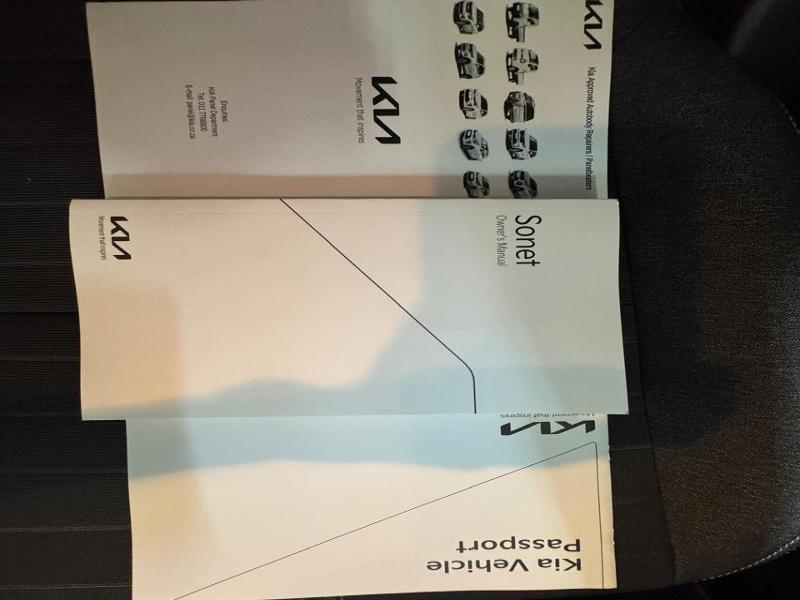 KIA
Kia Approved Autobody Repairers / Panelbeaters
KIA
Movement that inspires
Enquiries:
KIA Panel Department
Tel: 011 7766800
E-mail: panel@kia.co.za
Sonet
Owner's Manual
KIA
Movement that inspires
KIA
Movement that inspires
Kia Vehicle
Passport